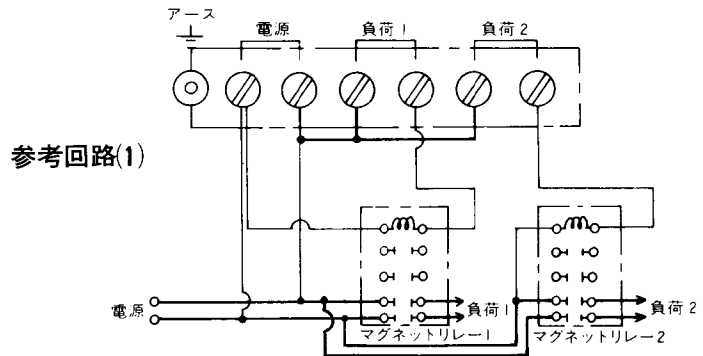 アース
電源
負荷1
負荷2
参考回路(1)
電源
負荷1
負荷2
マグネットリレー1
マグネットリレー2